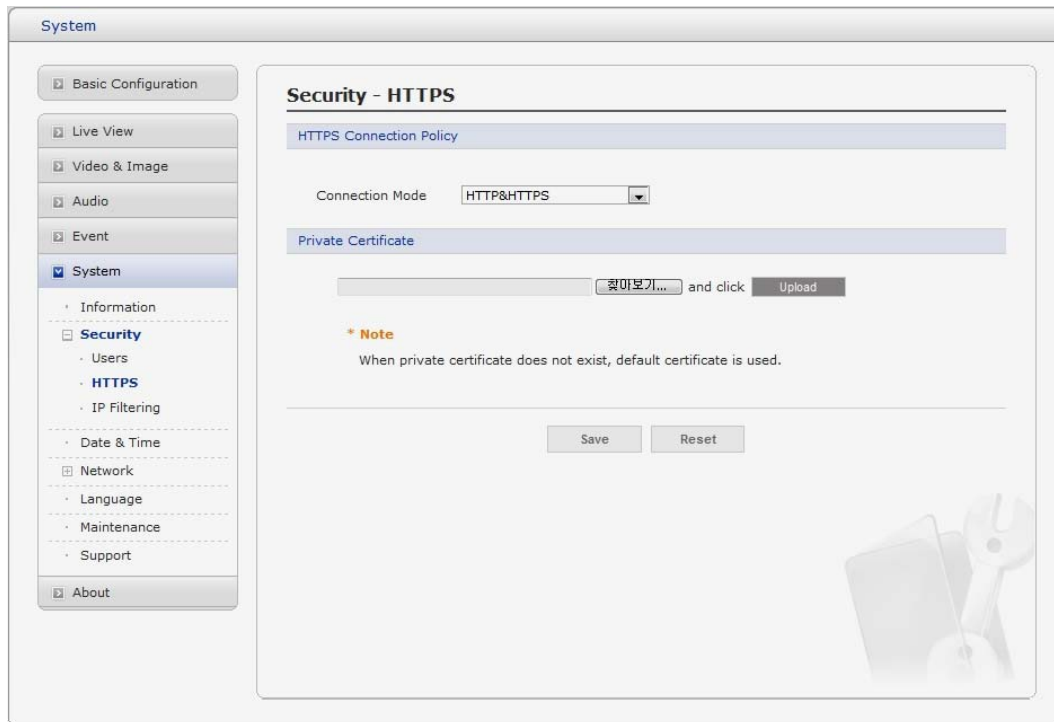 System
Basic Configuration
Live View
Video & Image
Audio
Event
System
Information
Security
Users
HTTPS
IP Filtering
Date & Time
Network
Language
Maintenance
Support
About
Security - HTTPS
HTTPS Connection Policy
Connection Mode HTTP&HTTPS
Private Certificate
찾아보기... and click Upload
* Note
When private certificate does not exist, default certificate is used.
Save Reset